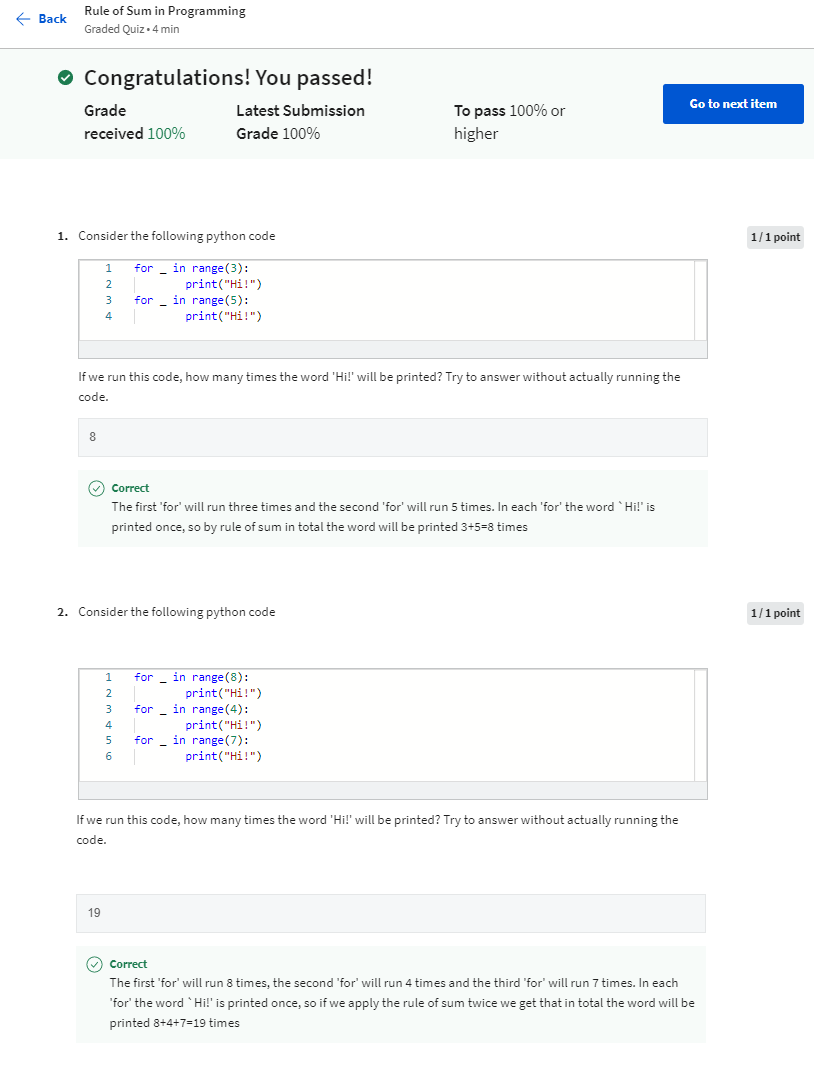 Back
Rule of Sum in Programming
Graded Quiz • 4 min
Congratulations! You passed!
Grade received 100%
Latest Submission Grade 100%
To pass 100% or higher
Go to next item
1. Consider the following python code
1/1 point
1 for _ in range(3):
2 print("Hi!")
3 for _ in range(5):
4 print("Hi!")
If we run this code, how many times the word 'Hi!' will be printed? Try to answer without actually running the
code.
8
Correct
The first 'for' will run three times and the second 'for' will run 5 times. In each 'for' the word `Hi!' is
printed once, so by rule of sum in total the word will be printed 3+5=8 times
2. Consider the following python code
1/1 point
1 for _ in range(8):
2 print("Hi!")
3 for _ in range(4):
4 print("Hi!")
5 for _ in range(7):
6 print("Hi!")
If we run this code, how many times the word 'Hi!' will be printed? Try to answer without actually running the
code.
19
Correct
The first 'for' will run 8 times, the second 'for' will run 4 times and the third 'for' will run 7 times. In each
'for' the word `Hi!' is printed once, so if we apply the rule of sum twice we get that in total the word will be
printed 8+4+7=19 times